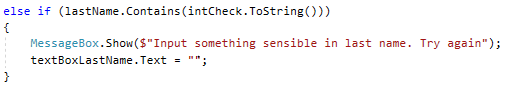 else if (lastName.Contains(intCheck.ToString()))
{
    MessageBox.Show($"Input something sensible in last name. Try again");
    textBoxLastName.Text = "";
}